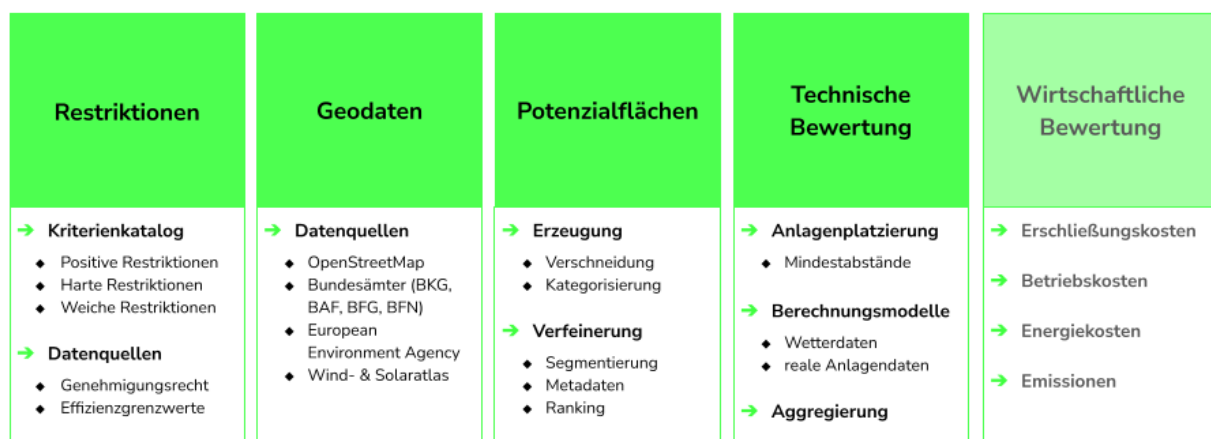 Restriktionen
➔ Kriterienkatalog
◆ Positive Restriktionen
◆ Harte Restriktionen
◆ Weiche Restriktionen
➔ Datenquellen
◆ Genehmigungsrecht
◆ Effizienzgrenzwerte
Geodaten
➔ Datenquellen
◆ OpenStreetMap
◆ Bundesämter (BKG,
BAF, BFG, BFN)
◆ European
Environment Agency
◆ Wind- & Solaratlas
Potenzialflächen
➔ Erzeugung
◆ Verschneidung
◆ Kategorisierung
➔ Verfeinerung
◆ Segmentierung
◆ Metadaten
◆ Ranking
Technische
Bewertung
➔ Anlagenplatzierung
◆ Mindestabstände
➔ Berechnungsmodelle
◆ Wetterdaten
◆ reale Anlagendaten
➔ Aggregierung
Wirtschaftliche
Bewertung
➔ Erschließungskosten
➔ Betriebskosten
➔ Energiekosten
➔ Emissionen